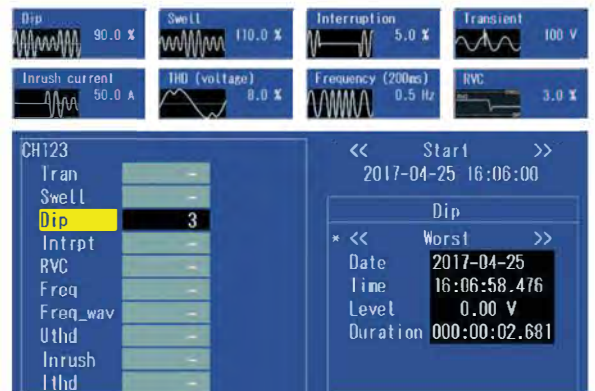 Dip 90.0 %
Swell 110.0 %
Interruption 5.0 %
Transient 100 V
Inrush current 50.0 A
THD (voltage) 8.0 %
Frequency (200ms) 0.5 Hz
RVC 3.0 %
CH123
Tran -
Swell -
Dip 3
Intrpt -
RVC -
Freq -
Freq_wav -
Uthd -
Inrush -
Ithd -
<< Start >>
2017-04-25 16:06:00
Dip
* << Worst >>
Date 2017-04-25
Time 16:06:58.476
Level 0.00 V
Duration 000:00:02.681